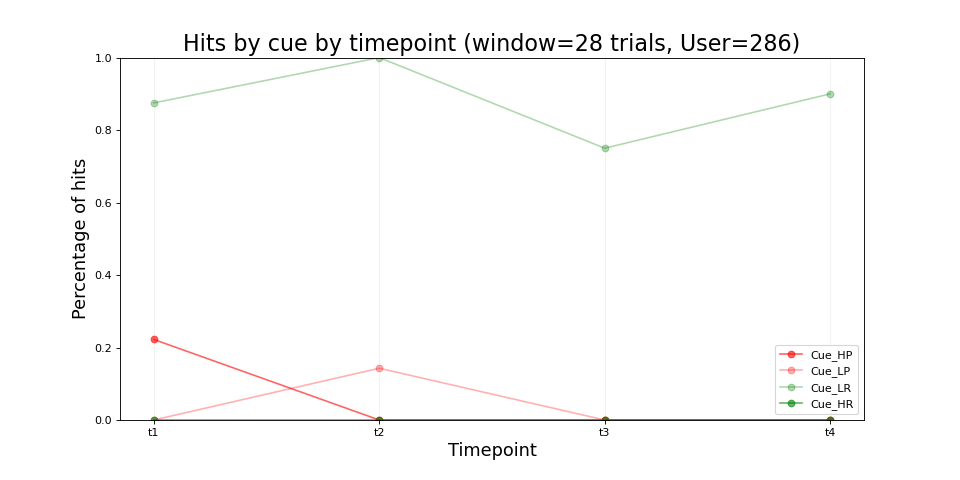 Hits by cue by timepoint (window=28 trials, User=286)
Percentage of hits
1.0
0.8
0.6
0.4
0.2
0.0
Cue_HP
Cue_LP
Cue_LR
Cue_HR
t1 t2 t3 t4
Timepoint